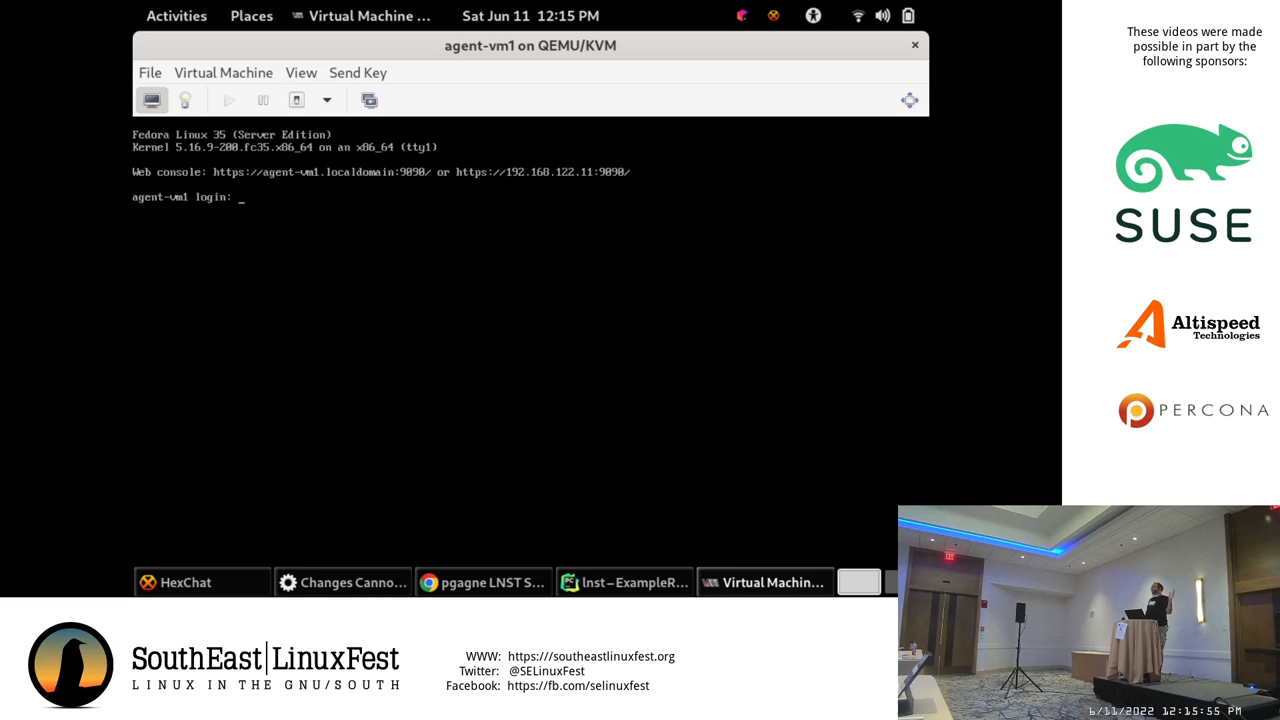 Activities Places Virtual Machine ... Sat Jun 11 12:15 PM
agent-vm1 on QEMU/KVM
File Virtual Machine View Send Key
Fedora Linux 35 (Server Edition)
Kernel 5.16.9-200.fc35.x86_64 on an x86_64 (tty1)
Web console: https://agent-vm1.localdomain:9090/ or https://192.168.122.11:9090/
agent-vm1 login: _
HexChat Changes Canno... pgagne LNST S... lnst – ExampleR... Virtual Machin...
These videos were made
possible in part by the
following sponsors:
SUSE
Altispeed
Technologies
PERCONA
SouthEast LinuxFest
LINUX IN THE GNU/SOUTH
WWW: https:///southeastlinuxfest.org
Twitter: @SELinuxFest
Facebook: https://fb.com/selinuxfest
6/11/2022 12:15:55 PM